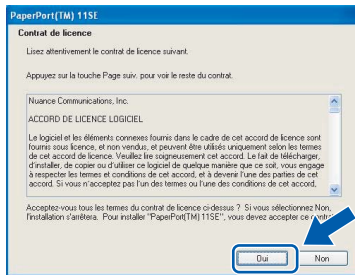 PaperPort(TM) 11SE
Contrat de licence
Lisez attentivement le contrat de licence suivant.
Appuyez sur la touche Page suiv. pour voir le reste du contrat.
Nuance Communications, Inc.
ACCORD DE LICENCE LOGICIEL
Le logiciel et les éléments connexes fournis dans le cadre de cet accord de licence sont
fournis sous licence, et non vendus, et peuvent être utilisés uniquement selon les termes
de cet accord de licence. Veuillez lire soigneusement cet accord. Le fait de télécharger,
d'installer, de copier ou d'utiliser ce logiciel de quelque manière que ce soit, vous engage
à respecter les termes et conditions de cet accord, et à devenir l'une des parties de cet
accord. Si vous n'acceptez pas l'un des termes ou l'une des conditions de cet accord,
Acceptez-vous tous les termes du contrat de licence ci-dessus ? Si vous sélectionnez Non,
l'installation s'arrêtera. Pour installer "PaperPort(TM) 11SE", vous devez accepter ce
Oui
Non